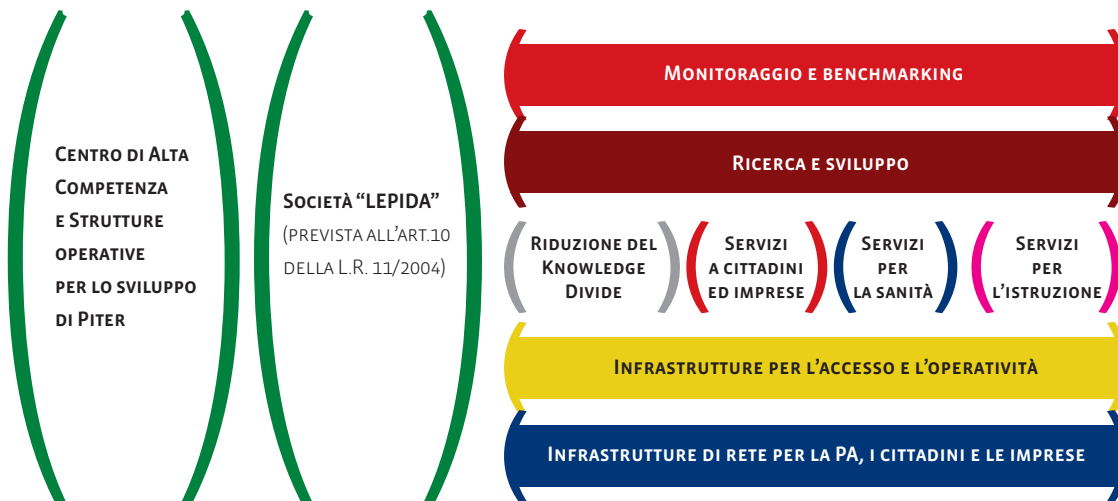 Centro di Alta
Competenza
e Strutture
operative
per lo sviluppo
di Piter
Società “LEPIDA”
(prevista all’art.10
della L.R. 11/2004)
Monitoraggio e benchmarking
Ricerca e sviluppo
Riduzione del
Knowledge
Divide
Servizi
a cittadini
ed imprese
Servizi
per
la sanità
Servizi
per
l’istruzione
Infrastrutture per l’accesso e l’operatività
Infrastrutture di rete per la PA, i cittadini e le imprese